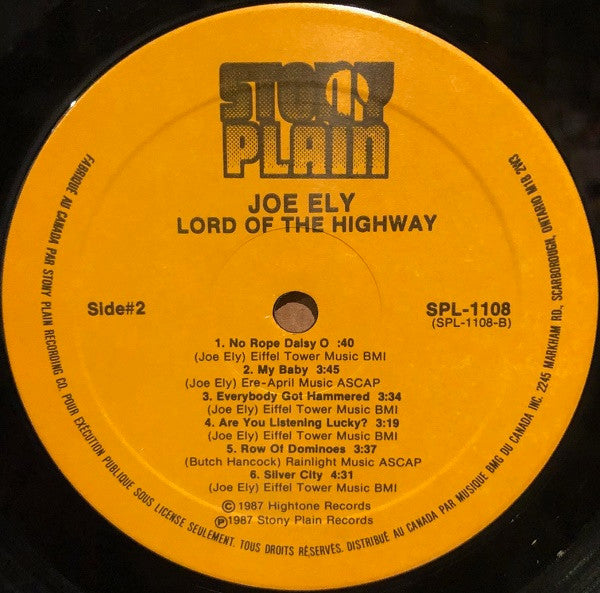 STONY
PLAIN
JOE ELY
LORD OF THE HIGHWAY
Side#2
SPL-1108
(SPL-1108-B)
1. No Rope Daisy O :40
(Joe Ely) Eiffel Tower Music BMI
2. My Baby 3:45
(Joe Ely) Ere-April Music ASCAP
3. Everybody Got Hammered 3:34
(Joe Ely) Eiffel Tower Music BMI
4. Are You Listening Lucky? 3:19
(Joe Ely) Eiffel Tower Music BMI
5. Row Of Dominoes 3:37
(Butch Hancock) Rainlight Music ASCAP
6. Silver City 4:31
(Joe Ely) Eiffel Tower Music BMI
© 1987 Hightone Records
℗1987 Stony Plain Records
FABRIQUÉ AU CANADA PAR STONY PLAIN RECORDING CO. POUR EXÉCUTION PUBLIQUE SOUS LICENSE SEULEMENT. TOUS DROITS RÉSERVÉS. DISTRIBUÉ AU CANADA PAR MUSIQUE BMG DU CANADA INC. 2245 MARKHAM RD, SCARBOROUGH, ONTARIO M1B 2W3